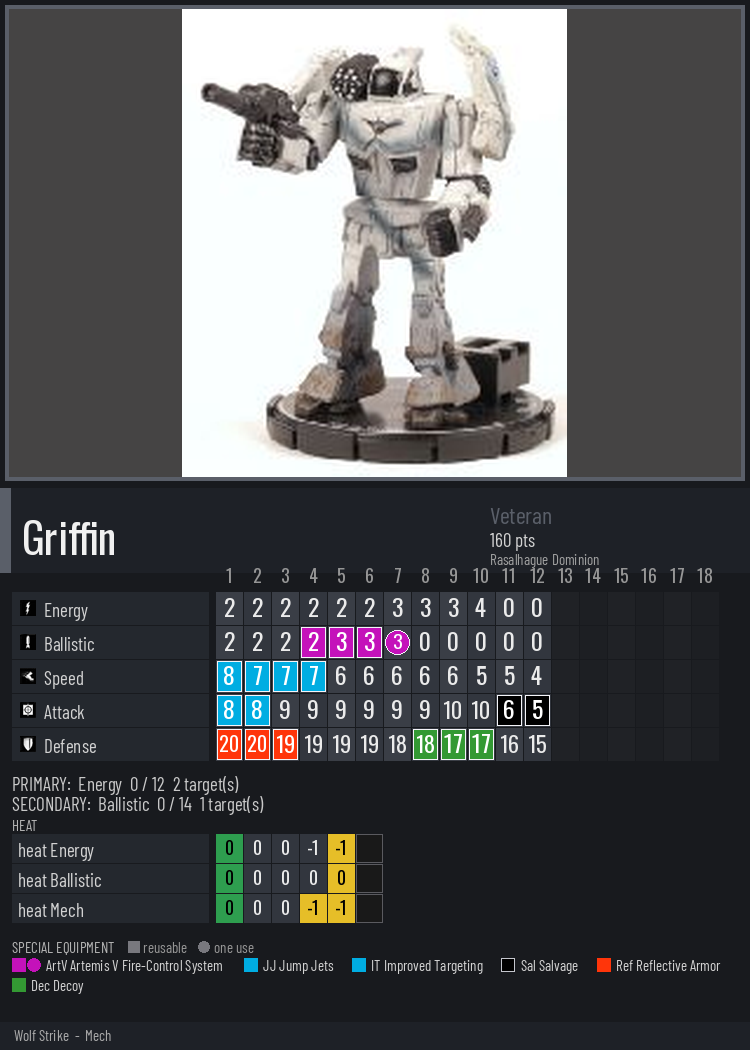 Griffin
Veteran
160 pts
Rasalhague Dominion
1 2 3 4 5 6 7 8 9 10 11 12 13 14 15 16 17 18
Energy 2 2 2 2 2 2 3 3 3 4 0 0
Ballistic 2 2 2 2 3 3 3 0 0 0 0 0
Speed 8 7 7 7 6 6 6 6 6 5 5 4
Attack 8 8 9 9 9 9 9 9 10 10 6 5
Defense 20 20 19 19 19 19 18 18 17 17 16 15
PRIMARY: Energy 0 / 12 2 target(s)
SECONDARY: Ballistic 0 / 14 1 target(s)
HEAT
heat Energy 0 0 0 -1 -1
heat Ballistic 0 0 0 0 0
heat Mech 0 0 0 -1 -1
SPECIAL EQUIPMENT reusable one use
ArtV Artemis V Fire-Control System JJ Jump Jets IT Improved Targeting Sal Salvage Ref Reflective Armor
Dec Decoy
Wolf Strike - Mech